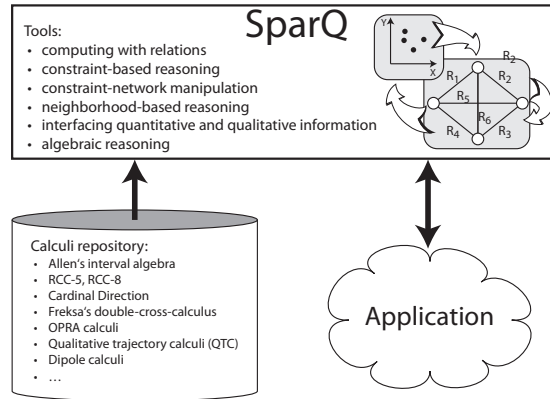 SparQ
Tools:
• computing with relations
• constraint-based reasoning
• constraint-network manipulation
• neighborhood-based reasoning
• interfacing quantitative and qualitative information
• algebraic reasoning
Y
X
R2
R1
R2
R5
R6
R4
R3
Calculi repository:
• Allen's interval algebra
• RCC-5, RCC-8
• Cardinal Direction
• Freksa's double-cross-calculus
• OPRA calculi
• Qualitative trajectory calculi (QTC)
• Dipole calculi
• ...
Application